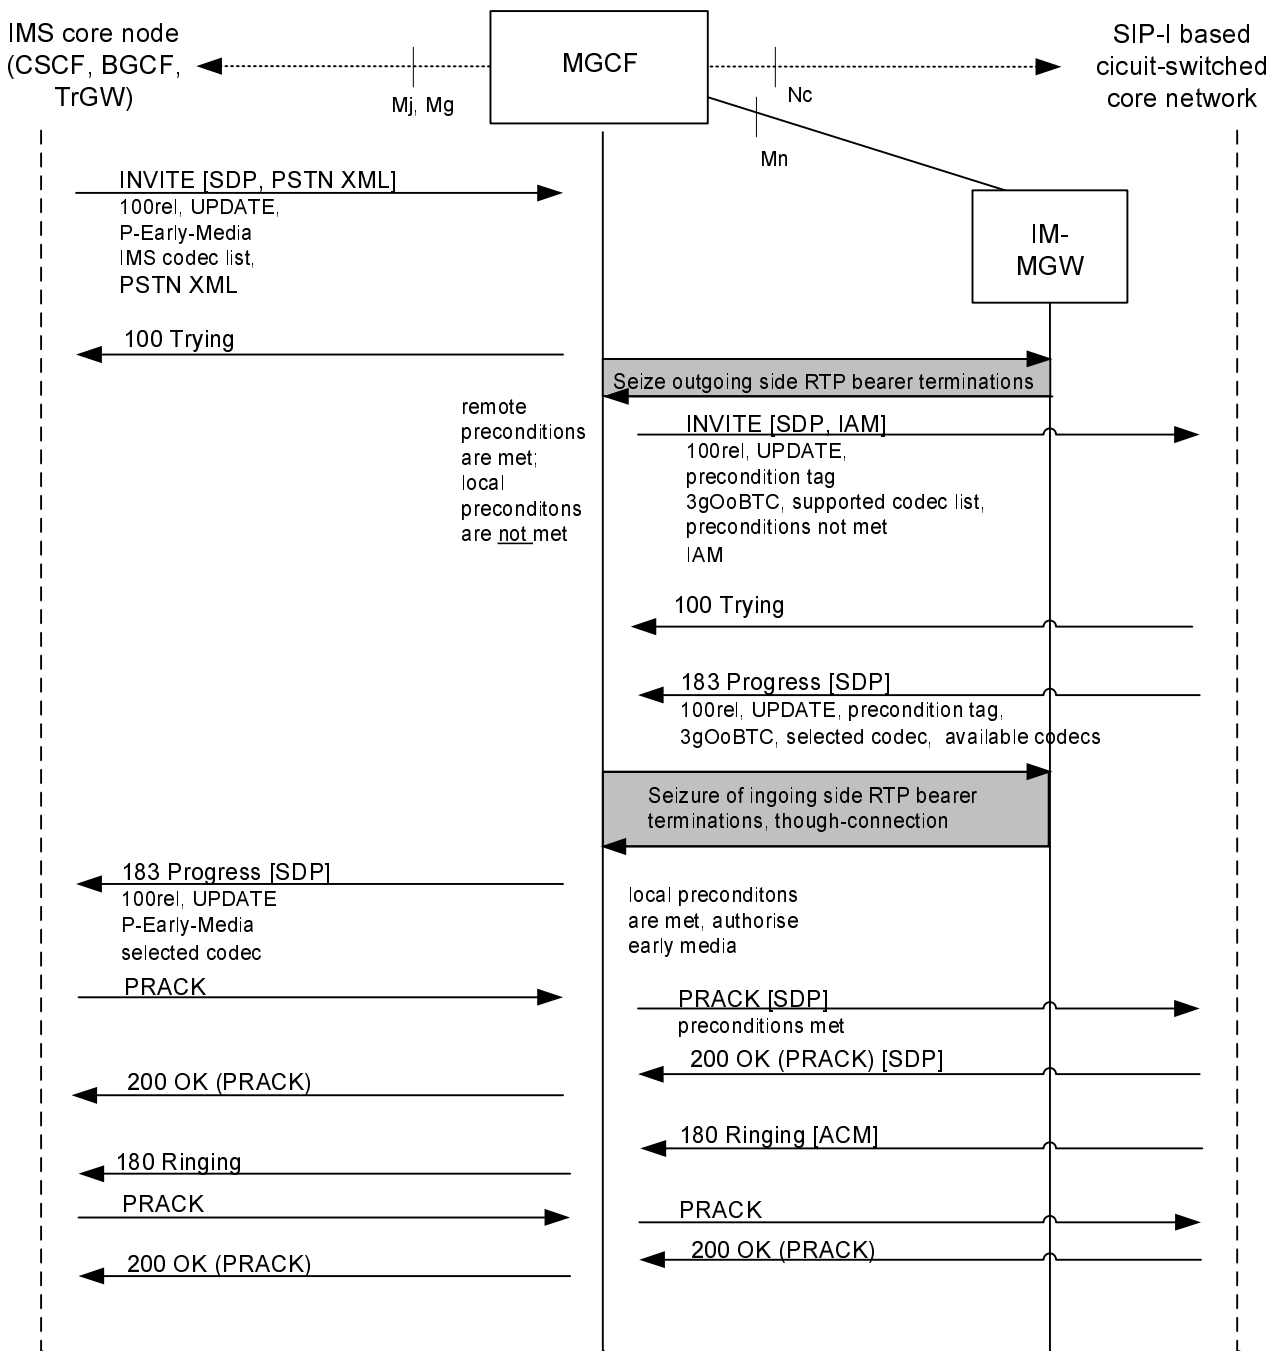 IMS core node
(CSCF, BGCF,
TrGW)
Mj, Mg
MGCF
Nc
Mn
SIP-I based
cicuit-switched
core network
IM-
MGW
INVITE [SDP, PSTN XML]
100rel, UPDATE,
P-Early-Media
IMS codec list,
PSTN XML
100 Trying
Seize outgoing side RTP bearer terminations
remote
preconditions
are met;
local
preconditons
are not met
INVITE [SDP, IAM]
100rel, UPDATE,
precondition tag
3gOoBTC, supported codec list,
preconditions not met
IAM
100 Trying
183 Progress [SDP]
100rel, UPDATE, precondition tag,
3gOoBTC, selected codec, available codecs
Seizure of ingoing side RTP bearer
terminations, though-connection
183 Progress [SDP]
100rel, UPDATE
P-Early-Media
selected codec
local preconditons
are met, authorise
early media
PRACK
PRACK [SDP]
preconditions met
200 OK (PRACK) [SDP]
200 OK (PRACK)
180 Ringing [ACM]
180 Ringing
PRACK
PRACK
200 OK (PRACK)
200 OK (PRACK)